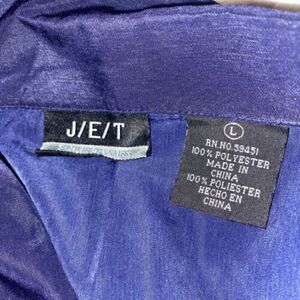 J/E/T
L
RN.NO.59451
100% POLYESTER
MADE IN
CHINA
100% POLIESTER
HECHO EN
CHINA